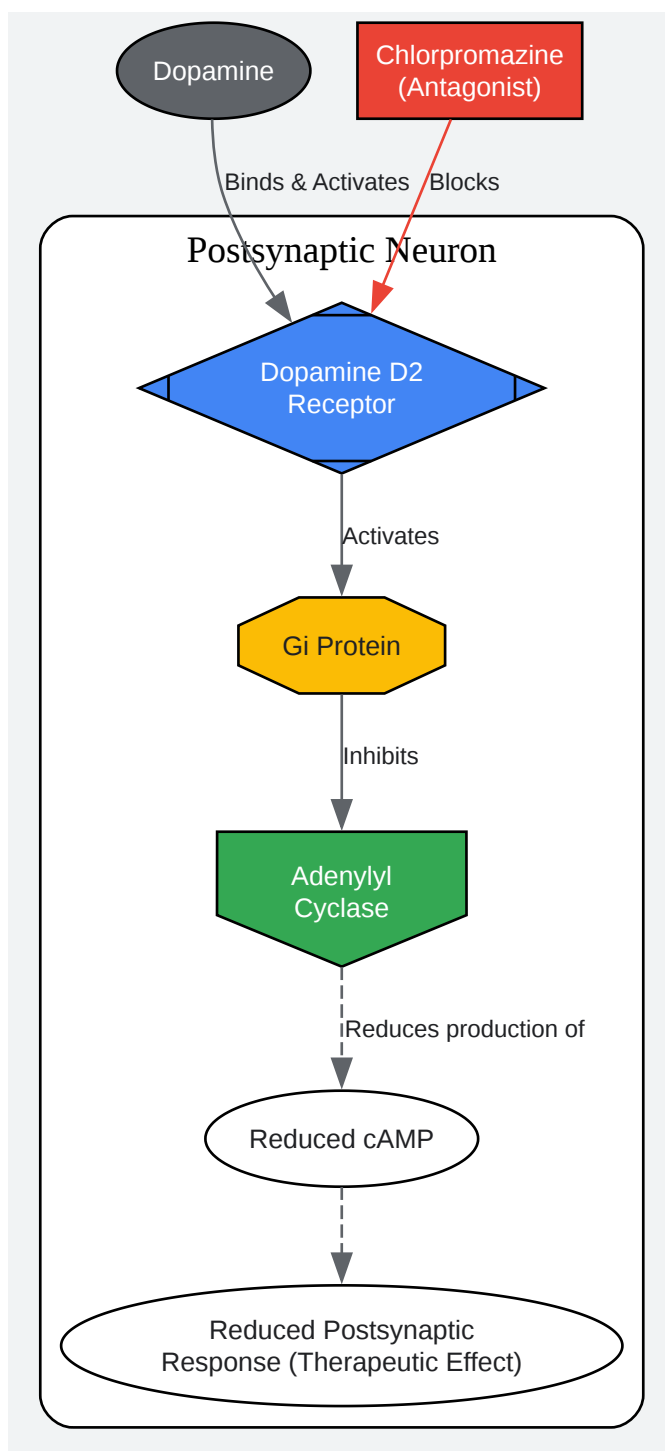 Dopamine
Chlorpromazine
(Antagonist)
Binds & Activates
Blocks
Postsynaptic Neuron
Dopamine D2
Receptor
Activates
Gi Protein
Inhibits
Adenylyl
Cyclase
Reduces production of
Reduced cAMP
Reduced Postsynaptic
Response (Therapeutic Effect)